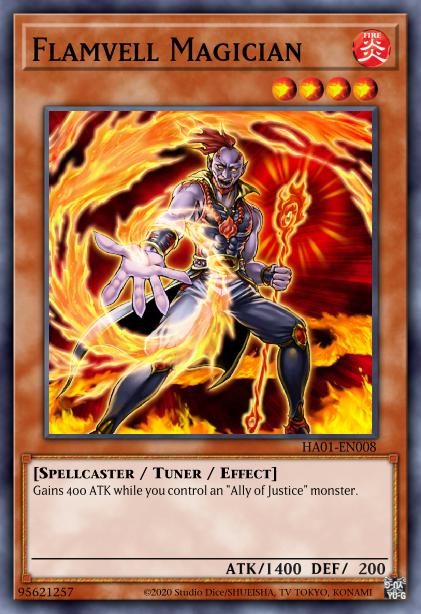 Flamvell Magician
FIRE
炎
HA01-EN008
[Spellcaster / Tuner / Effect]
Gains 400 ATK while you control an "Ally of Justice" monster.
ATK/1400 DEF/ 200
95621257
©2020 Studio Dice/SHUEISHA, TV TOKYO, KONAMI